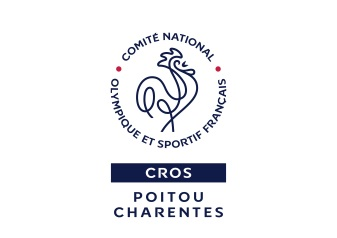 COMITÉ NATIONAL
OLYMPIQUE ET SPORTIF FRANÇAIS
CROS
POITOU
CHARENTES